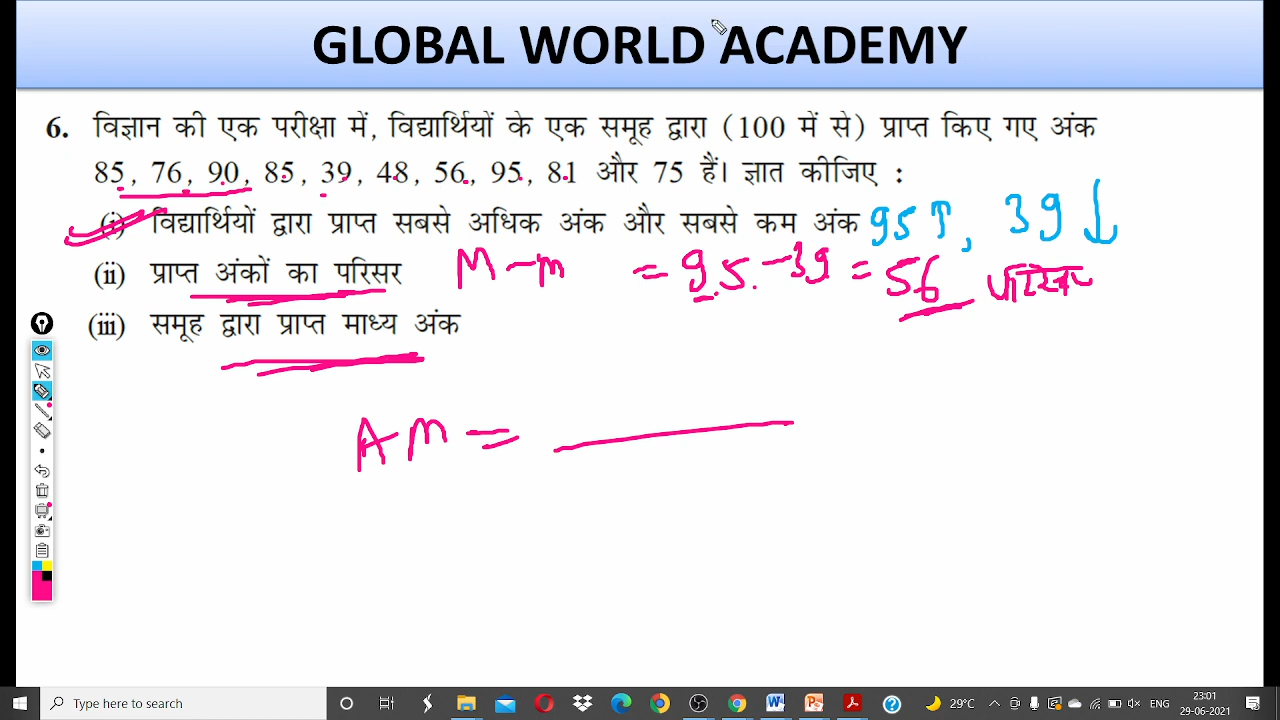 GLOBAL WORLD ACADEMY
6. विज्ञान की एक परीक्षा में, विद्यार्थियों के एक समूह द्वारा (100 में से) प्राप्त किए गए अंक
85, 76, 90, 85, 39, 48, 56, 95, 81 और 75 हैं। ज्ञात कीजिए :
(i) विद्यार्थियों द्वारा प्राप्त सबसे अधिक अंक और सबसे कम अंक 95↑, 39↓
(ii) प्राप्त अंकों का परिसर M-m = 95-39 = 56 परिसर
(iii) समूह द्वारा प्राप्त माध्य अंक
AM =
Type here to search
29°C
ENG
23:01
29-06-2021